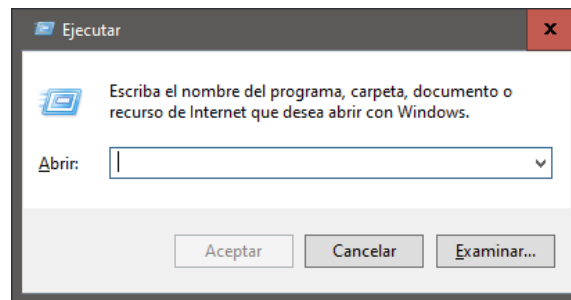 Ejecutar
Escriba el nombre del programa, carpeta, documento o
recurso de Internet que desea abrir con Windows.
Abrir:
Aceptar Cancelar Examinar...